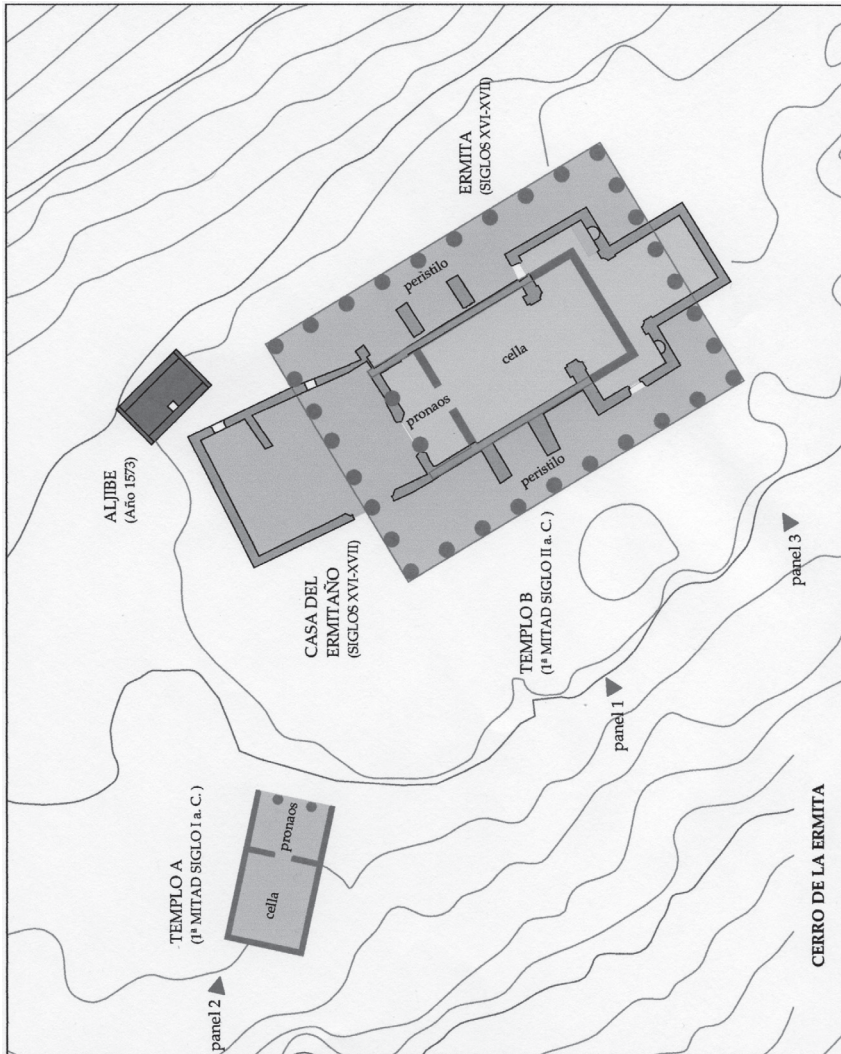 ERMITA
(SIGLOS XVI-XVII)
peristilo
cella
pronaos
peristilo
ALJIBE
(Año 1573)
CASA DEL
ERMITAÑO
(SIGLOS XVI-XVII)
TEMPLO B
(1ª MITAD SIGLO II a. C.)
panel 3
panel 1
TEMPLO A
(1ª MITAD SIGLO I a. C.)
pronaos
cella
panel 2
CERRO DE LA ERMITA